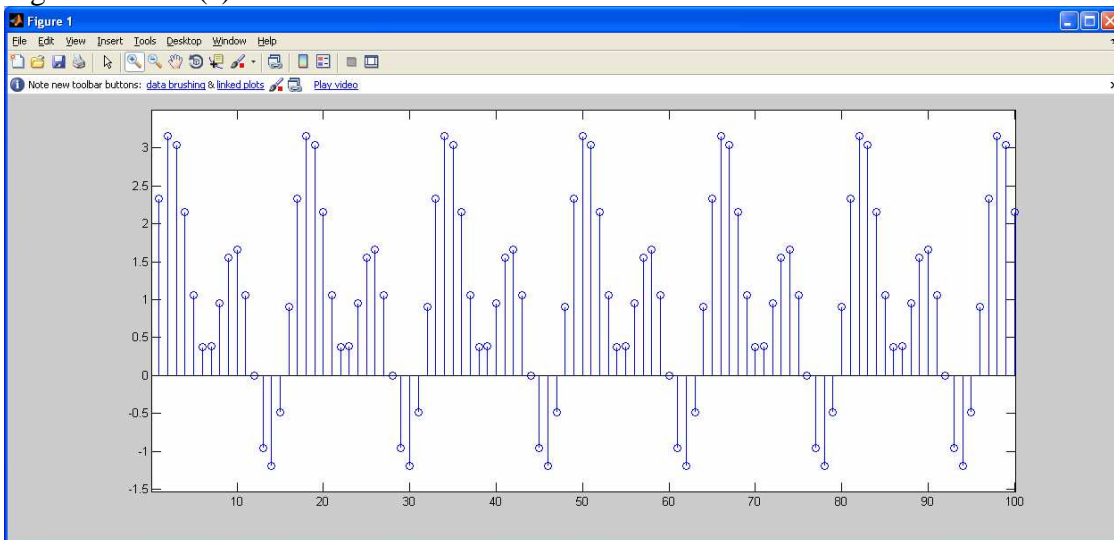 Figure 1
File Edit View Insert Tools Desktop Window Help
Note new toolbar buttons: data brushing & linked plots Play video
3
2.5
2
1.5
1
0.5
0
-0.5
-1
-1.5
10 20 30 40 50 60 70 80 90 100